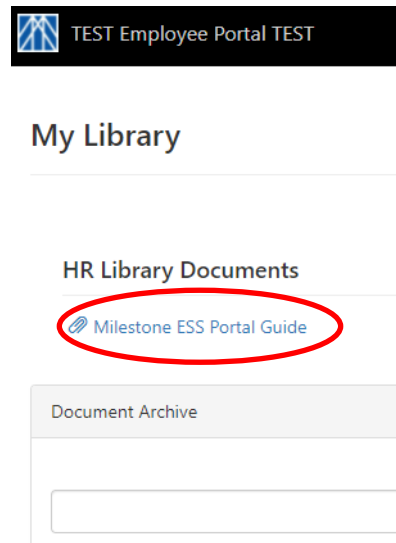 TEST Employee Portal TEST
My Library
HR Library Documents
Milestone ESS Portal Guide
Document Archive